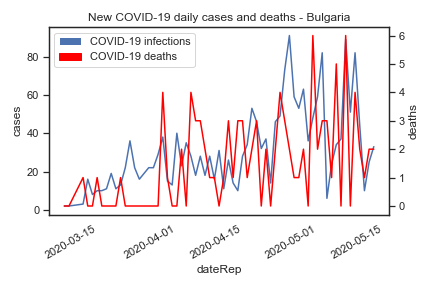 New COVID-19 daily cases and deaths - Bulgaria
COVID-19 infections
COVID-19 deaths
80
60
40
20
0
cases
6
5
4
3
2
1
0
deaths
2020-03-15
2020-04-01
2020-04-15
2020-05-01
2020-05-15
dateRep